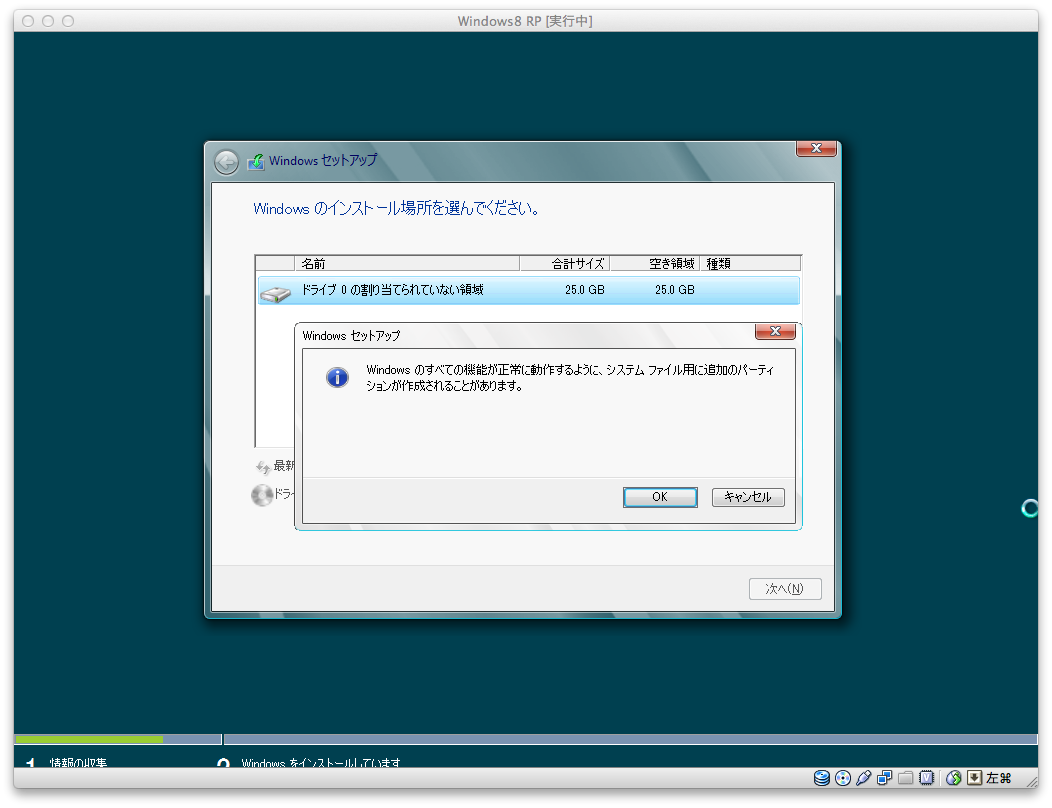 Windows8 RP [実行中]
Windows セットアップ
Windows のインストール場所を選んでください。
名前 合計サイズ 空き領域 種類
ドライブ 0 の割り当てられていない領域 25.0 GB 25.0 GB
Windows セットアップ
Windows のすべての機能が正常に動作するように、システム ファイル用に追加のパーティ
ションが作成されることがあります。
最新
ドラ
OK キャンセル
次へ(N)
1 情報の収集 2 Windows をインストールしています
左⌘